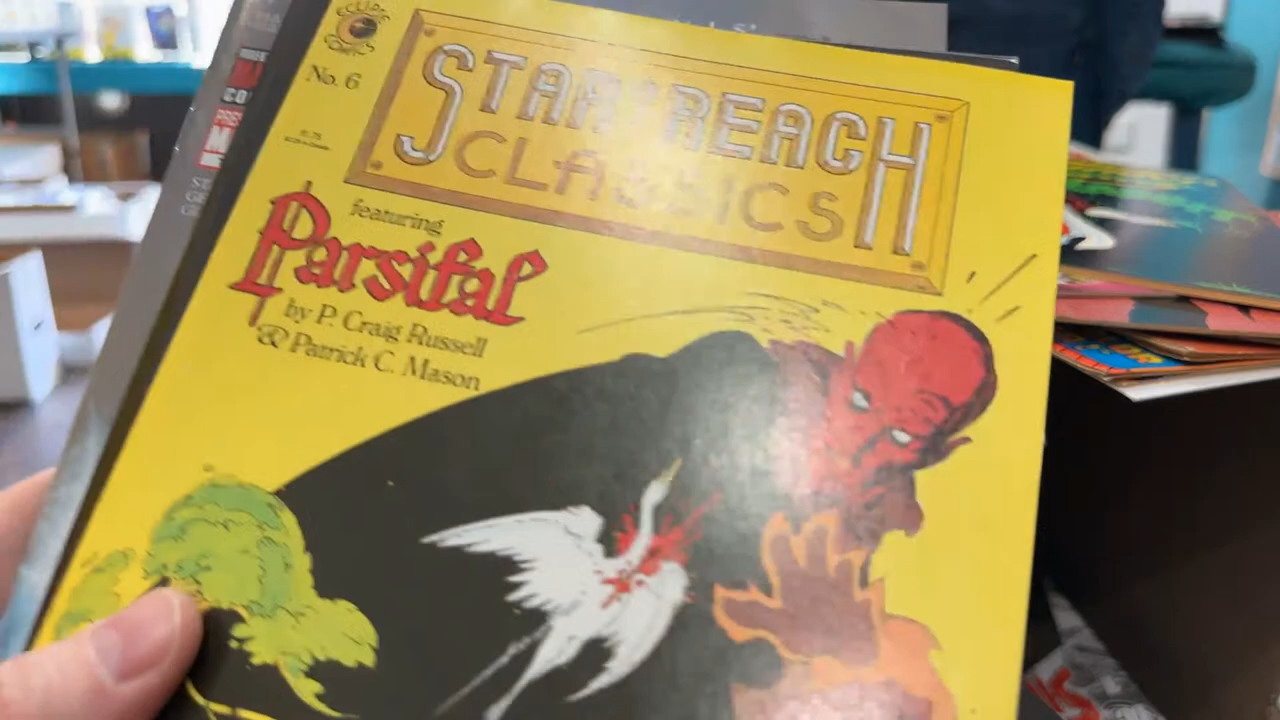 ECLIPSE
COMICS
No. 6
STAR*REACH
CLASSICS
featuring
Parsifal
by P. Craig Russell
& Patrick C. Mason